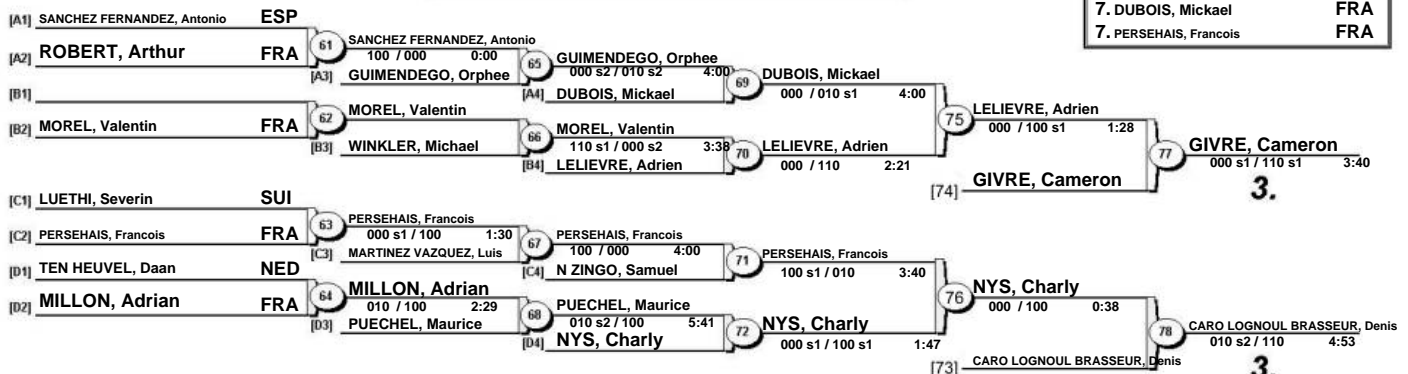 7. DUBOIS, Mickael FRA
7. PERSEHAIS, Francois FRA
[A1] SANCHEZ FERNANDEZ, Antonio ESP
[A2] ROBERT, Arthur FRA
61
SANCHEZ FERNANDEZ, Antonio
100 / 000 0:00
[A3] GUIMENDEGO, Orphee
65
GUIMENDEGO, Orphee
000 s2 / 010 s2 4:00
[A4] DUBOIS, Mickael
69
DUBOIS, Mickael
000 / 010 s1 4:00
[B1]
[B2] MOREL, Valentin FRA
62
MOREL, Valentin
[B3] WINKLER, Michael
66
MOREL, Valentin
110 s1 / 000 s2 3:38
[B4] LELIEVRE, Adrien
70
LELIEVRE, Adrien
000 / 110 2:21
75
LELIEVRE, Adrien
000 / 100 s1 1:28
[74] GIVRE, Cameron
77
GIVRE, Cameron
000 s1 / 110 s1 3:40
3.
[C1] LUETHI, Severin SUI
[C2] PERSEHAIS, Francois FRA
63
PERSEHAIS, Francois
000 s1 / 100 1:30
[C3] MARTINEZ VAZQUEZ, Luis
67
PERSEHAIS, Francois
100 / 000 4:00
[C4] N ZINGO, Samuel
71
PERSEHAIS, Francois
100 s1 / 010 3:40
[D1] TEN HEUVEL, Daan NED
[D2] MILLON, Adrian FRA
64
MILLON, Adrian
010 / 100 2:29
[D3] PUECHEL, Maurice
68
PUECHEL, Maurice
010 s2 / 100 5:41
[D4] NYS, Charly
72
NYS, Charly
000 s1 / 100 s1 1:47
76
NYS, Charly
000 / 100 0:38
[73] CARO LOGNOUL BRASSEUR, Denis
78
CARO LOGNOUL BRASSEUR, Denis
010 s2 / 110 4:53
3.